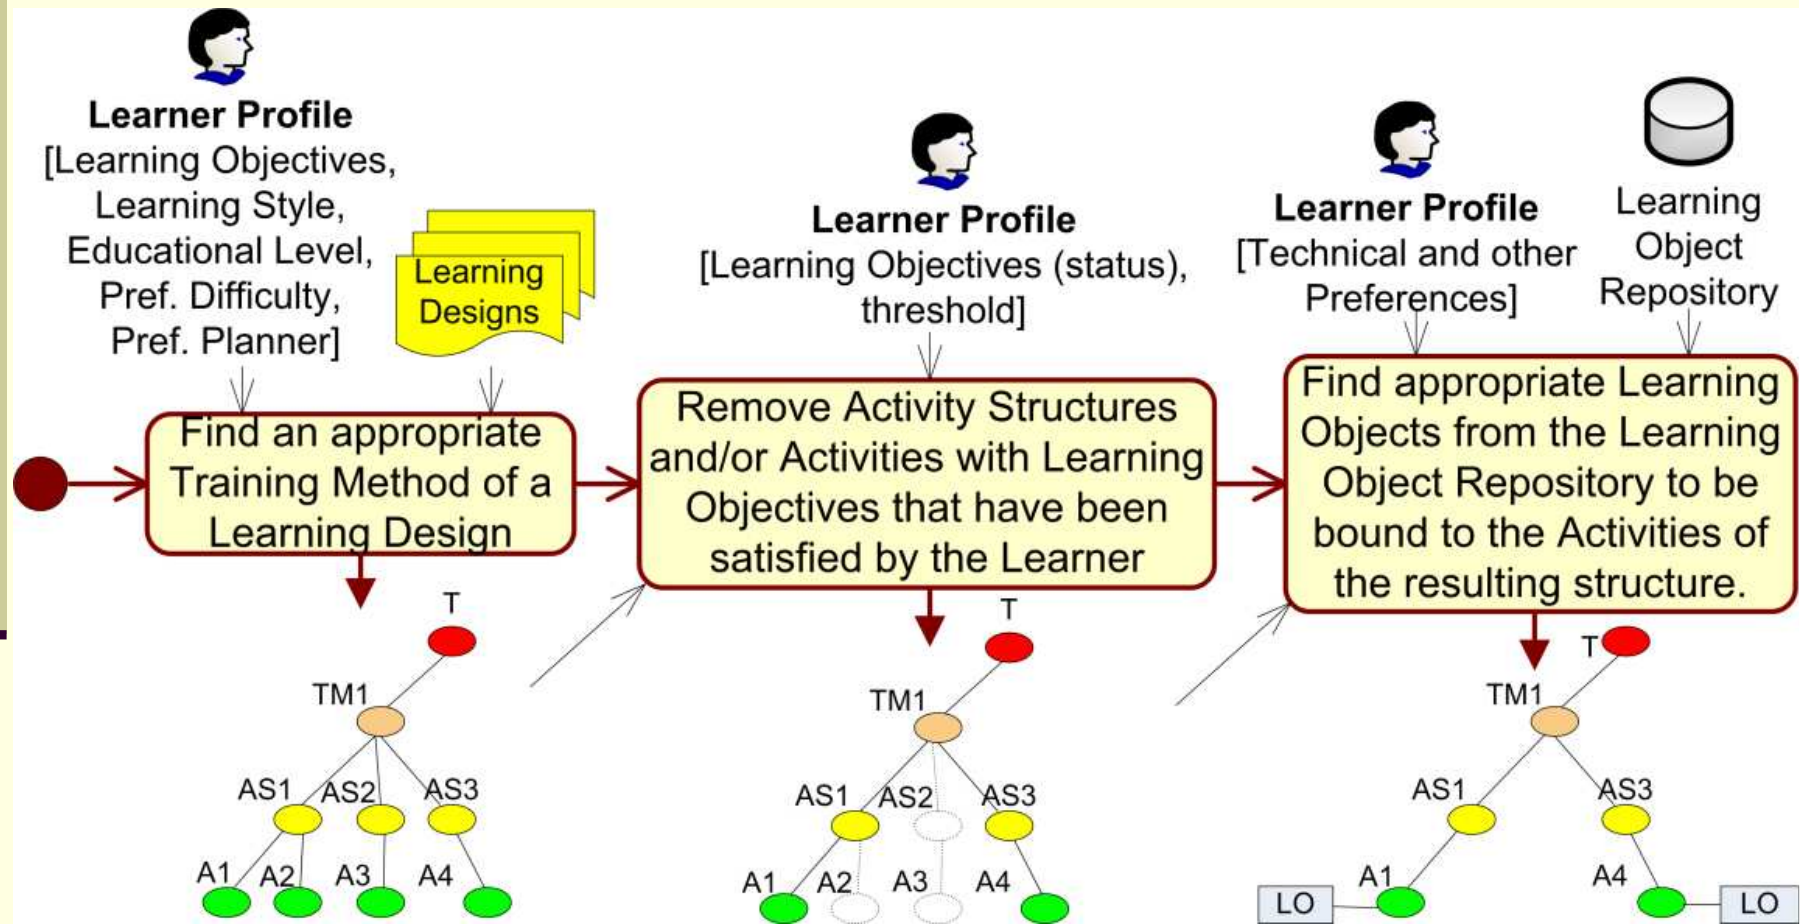 Learner Profile
[Learning Objectives,
Learning Style,
Educational Level,
Pref. Difficulty,
Pref. Planner]
Learning
Designs
Find an appropriate
Training Method of a
Learning Design
T
TM1
AS1 AS2 AS3
A1 A2 A3 A4
Learner Profile
[Learning Objectives (status),
threshold]
Remove Activity Structures
and/or Activities with Learning
Objectives that have been
satisfied by the Learner
T
TM1
AS1 AS2 AS3
A1 A2 A3 A4
Learner Profile
[Technical and other
Preferences]
Learning
Object
Repository
Find appropriate Learning
Objects from the Learning
Object Repository to be
bound to the Activities of
the resulting structure.
T
TM1
AS1 AS3
A1 A4
LO LO